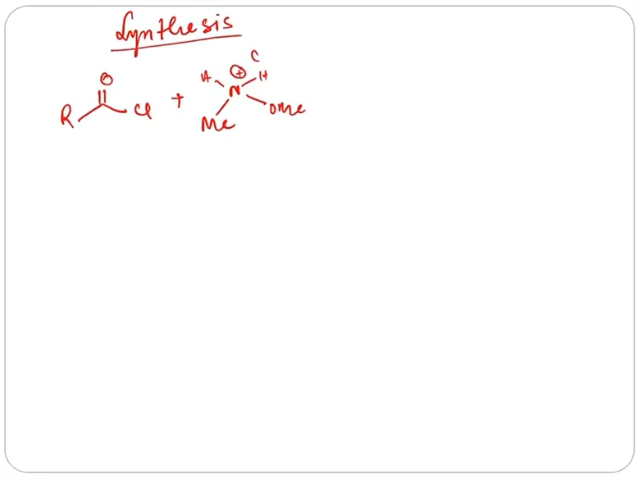 Synthesis
O C
H ⊕ H
R Cl + N OMe
Me